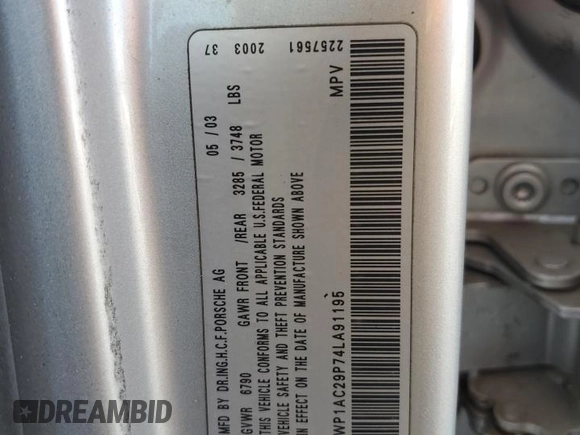 2257561 2003 37
MFD BY DR.ING.H.C.F.PORSCHE AG 05 / 03
GVWR 6790 GAWR FRONT /REAR 3285 / 3748 LBS
THIS VEHICLE CONFORMS TO ALL APPLICABLE U.S.FEDERAL MOTOR
VEHICLE SAFETY AND THEFT PREVENTION STANDARDS
IN EFFECT ON THE DATE OF MANUFACTURE SHOWN ABOVE
WP1AC29P74LA91195 MPV
AutoBidMaster